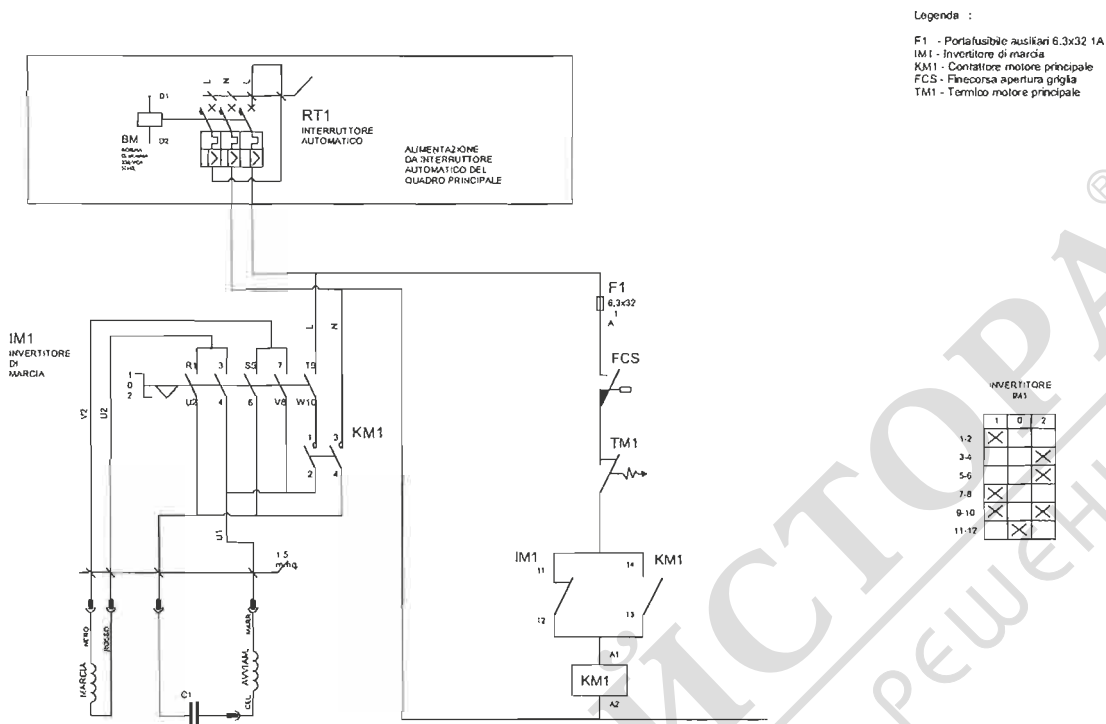 Legenda :
F1 - Portafusibile ausiliari 6.3x32 1A
IM1 - Invertitore di marcia
KM1 - Contattore motore principale
FCS - Finecorsa apertura griglia
TM1 - Termico motore principale
L N L
D1
RT1
INTERRUTTORE
AUTOMATICO
BM
D2
ALIMENTAZIONE
DA INTERRUTTORE
AUTOMATICO DEL
QUADRO PRINCIPALE
F1
6,3x32
1
A
L N
IM1
INVERTITORE
DI
MARCIA
FCS
R1 3 S5 7 T9
1
0
2
U2 4 6 V8 W10
V2 U2
1 3
KM1
2 4
TM1
INVERTITORE
1 0 2
1-2
3-4
5-6
7-8
9-10
11-12
U1
1.5
IM1
11
14
KM1
12
13
NERO
ROSSO
MARR
MARCIA
AVVIAM.
C1
CEL
A1
KM1
A2
ИСТОРА®
РЕШЕН